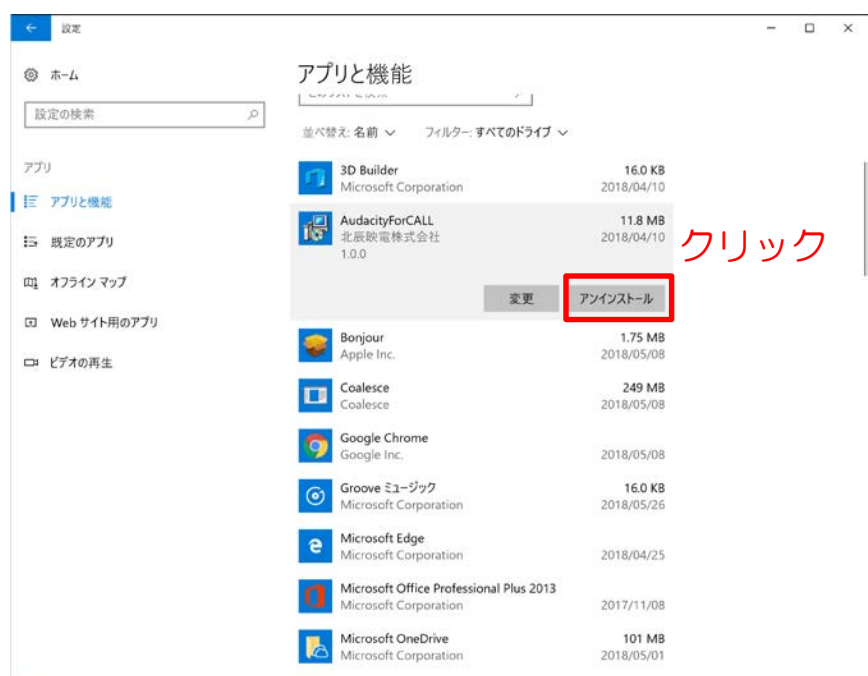 設定
ホーム
設定の検索
アプリ
アプリと機能
既定のアプリ
オフライン マップ
Web サイト用のアプリ
ビデオの再生
アプリと機能
並べ替え: 名前
フィルター: すべてのドライブ
3D Builder 16.0 KB
Microsoft Corporation 2018/04/10
AudacityForCALL 11.8 MB
北辰映電株式会社 2018/04/10
1.0.0
クリック
変更 アンインストール
Bonjour 1.75 MB
Apple Inc. 2018/05/08
Coalesce 249 MB
Coalesce 2018/05/08
Google Chrome
Google Inc. 2018/05/08
Groove ミュージック 16.0 KB
Microsoft Corporation 2018/05/26
Microsoft Edge
Microsoft Corporation 2018/04/25
Microsoft Office Professional Plus 2013
Microsoft Corporation 2017/11/08
Microsoft OneDrive 101 MB
Microsoft Corporation 2018/05/01